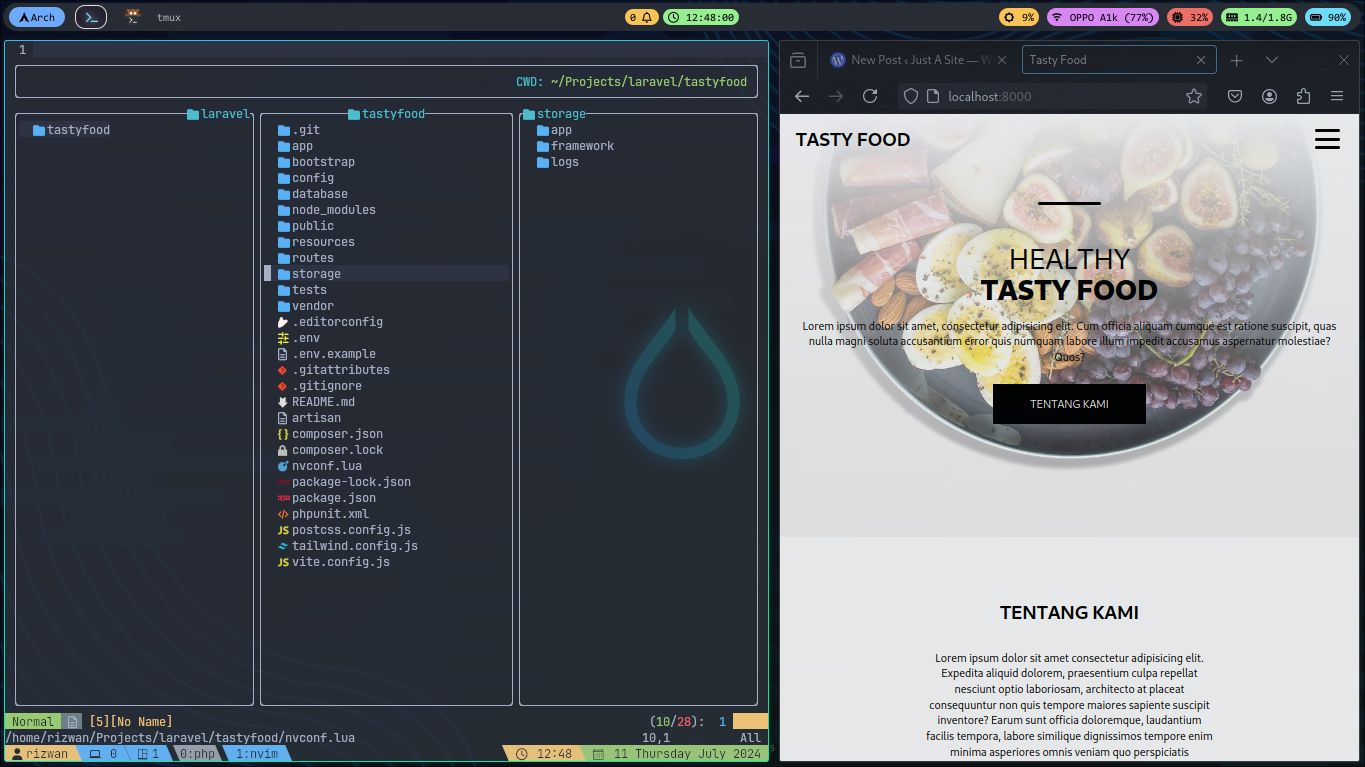 Arch
tmux
0
12:48:00
9%
OPPO A1k (77%)
32%
1.4/1.8G
90%
1
CWD: ~/Projects/laravel/tastyfood
laravel
tastyfood
tastyfood
.git
app
bootstrap
config
database
node_modules
public
resources
routes
storage
tests
vendor
.editorconfig
.env
.env.example
.gitattributes
.gitignore
README.md
artisan
composer.json
composer.lock
nvconf.lua
package-lock.json
package.json
phpunit.xml
postcss.config.js
tailwind.config.js
vite.config.js
storage
app
framework
logs
Normal [5][No Name] (10/28): 1
/home/rizwan/Projects/laravel/tastyfood/nvconf.lua 10,1 All
rizwan 0 1 0:php 1:nvim 12:48 11 Thursday July 2024
New Post ‹ Just A Site — W
Tasty Food
localhost:8000
TASTY FOOD
HEALTHY
TASTY FOOD
Lorem ipsum dolor sit amet, consectetur adipisicing elit. Cum officia aliquam cumque est ratione suscipit, quas
nulla magni soluta accusantium error quis numquam labore illum impedit accusamus aspernatur molestiae?
Quos?
TENTANG KAMI
TENTANG KAMI
Lorem ipsum dolor sit amet consectetur adipisicing elit.
Expedita aliquid dolorem, praesentium culpa repellat
nesciunt optio laboriosam, architecto at placeat
consequuntur non quis tempore maiores sapiente suscipit
inventore? Earum sunt officia doloremque, laudantium
facilis tempora, labore similique dignissimos tempore enim
minima asperiores omnis veniam quo perspiciatis